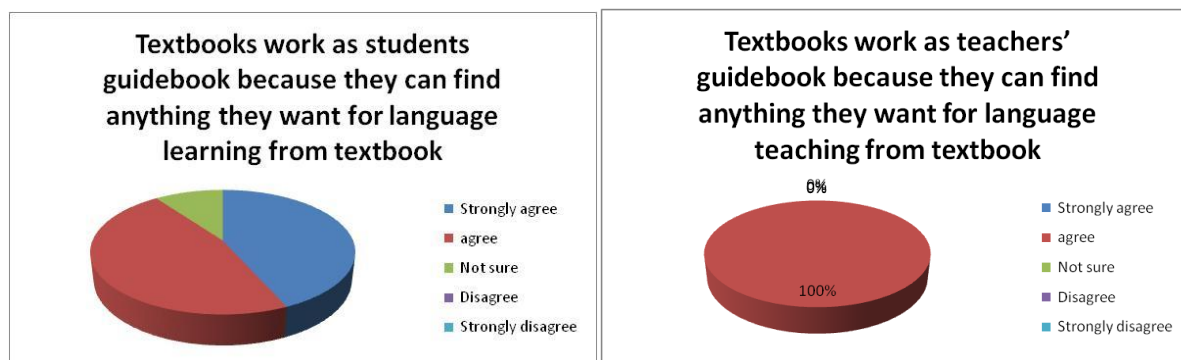 Textbooks work as students
guidebook because they can find
anything they want for language
learning from textbook
Strongly agree
agree
Not sure
Disagree
Strongly disagree
Textbooks work as teachers’
guidebook because they can find
anything they want for language
teaching from textbook
0%
0%
100%
Strongly agree
agree
Not sure
Disagree
Strongly disagree